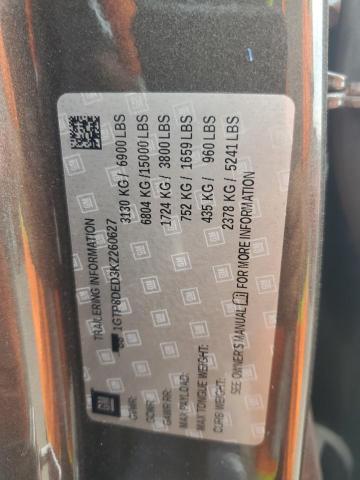 TRAILERING INFORMATION
1GTP8DED3KZ260627
GM
GVWR: 3130 KG / 6900 LBS
GCWR: 6804 KG /15000 LBS
GAWR RR: 1724 KG / 3800 LBS
MAX PAYLOAD: 752 KG / 1659 LBS
MAX TONGUE WEIGHT: 435 KG / 960 LBS
CURB WEIGHT: 2378 KG / 5241 LBS
SEE OWNER'S MANUAL FOR MORE INFORMATION